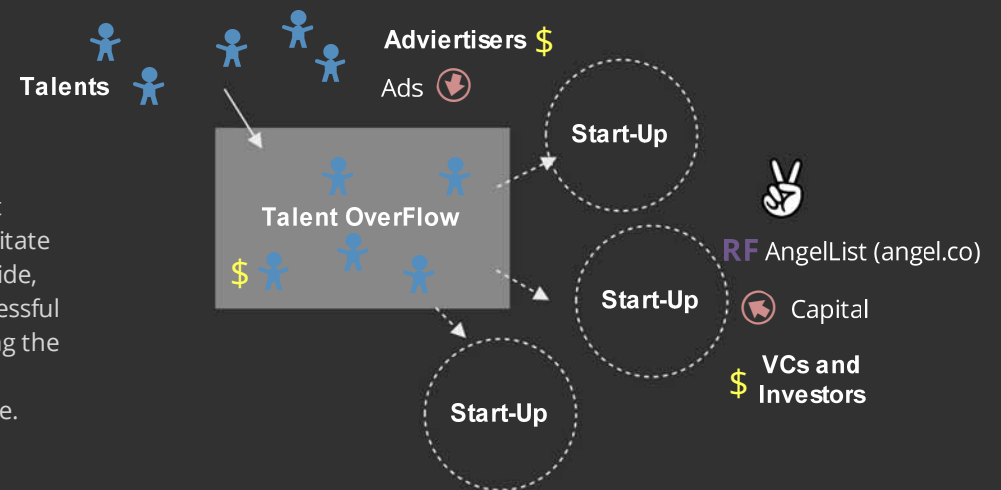 Adviertisers $
Talents
Ads
Start-Up
Talent OverFlow
itate
ide,
essful
g the
e.
$
RF AngelList (angel.co)
Start-Up
Capital
VCs and
$ Investors
Start-Up